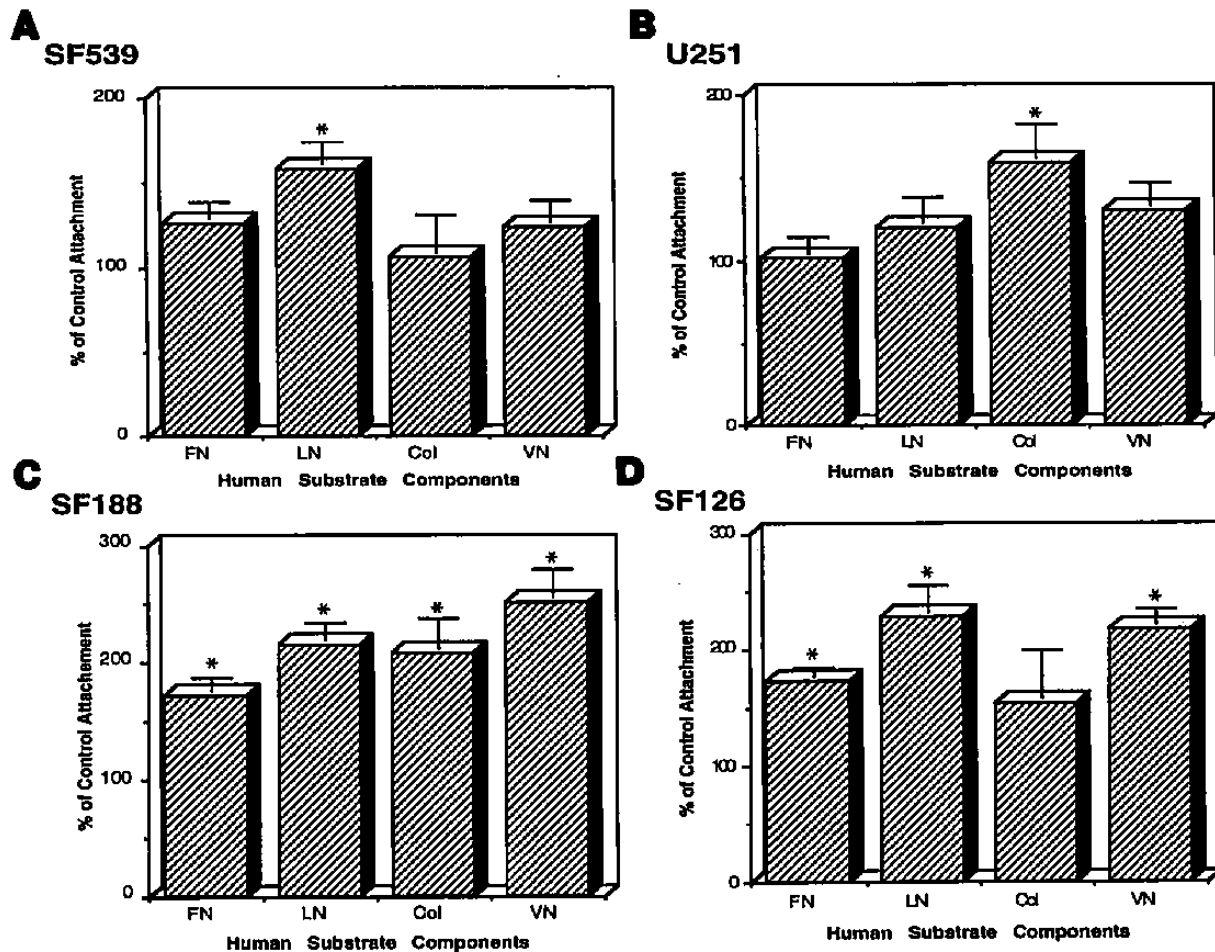 A
SF539
200
100
0
% of Control Attachment
*
FN LN Col VN
Human Substrate Components
B
U251
200
100
0
% of Control Attachment
*
FN LN Col VN
Human Substrate Components
C
SF188
300
200
100
0
% of Control Attachement
* * * *
FN LN Col VN
Human Substrate Components
D
SF126
300
200
100
0
% of Control Attachment
* * *
FN LN Col VN
Human Substrate Components